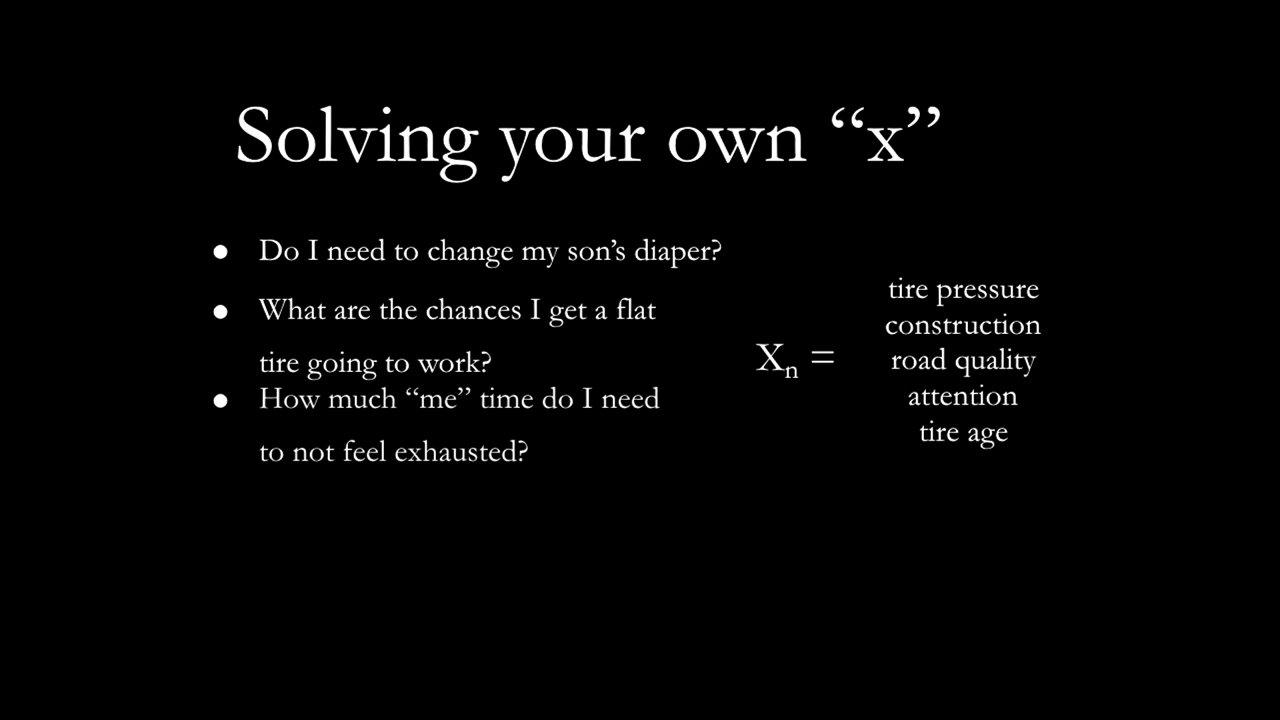 Solving your own “x”
● Do I need to change my son’s diaper?
● What are the chances I get a flat
tire going to work?
● How much “me” time do I need
to not feel exhausted?
Xn =
tire pressure
construction
road quality
attention
tire age